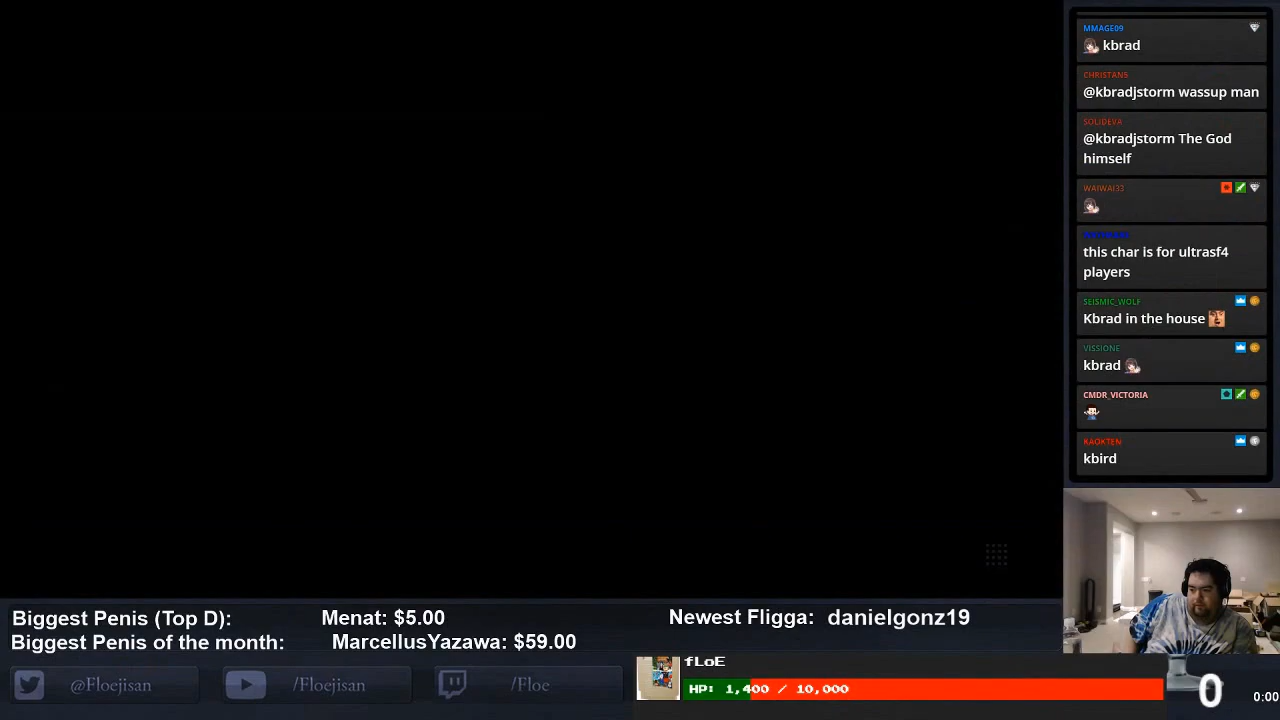 MMAGE09
kbrad
CHRISTAN5
@kbradjstorm wassup man
SOLIDEVA
@kbradjstorm The God
himself
WAIWAI33
this char is for ultrasf4
players
SEISMIC_WOLF
Kbrad in the house
VISSIONE
kbrad
CMDR_VICTORIA
KAOKTEN
kbird
Biggest Penis (Top D): Menat: $5.00
Newest Fligga: danielgonz19
Biggest Penis of the month: MarcellusYazawa: $59.00
@Floejisan
/Floejisan
/Floe
fLoE
HP: 1,400 / 10,000
0
0:00